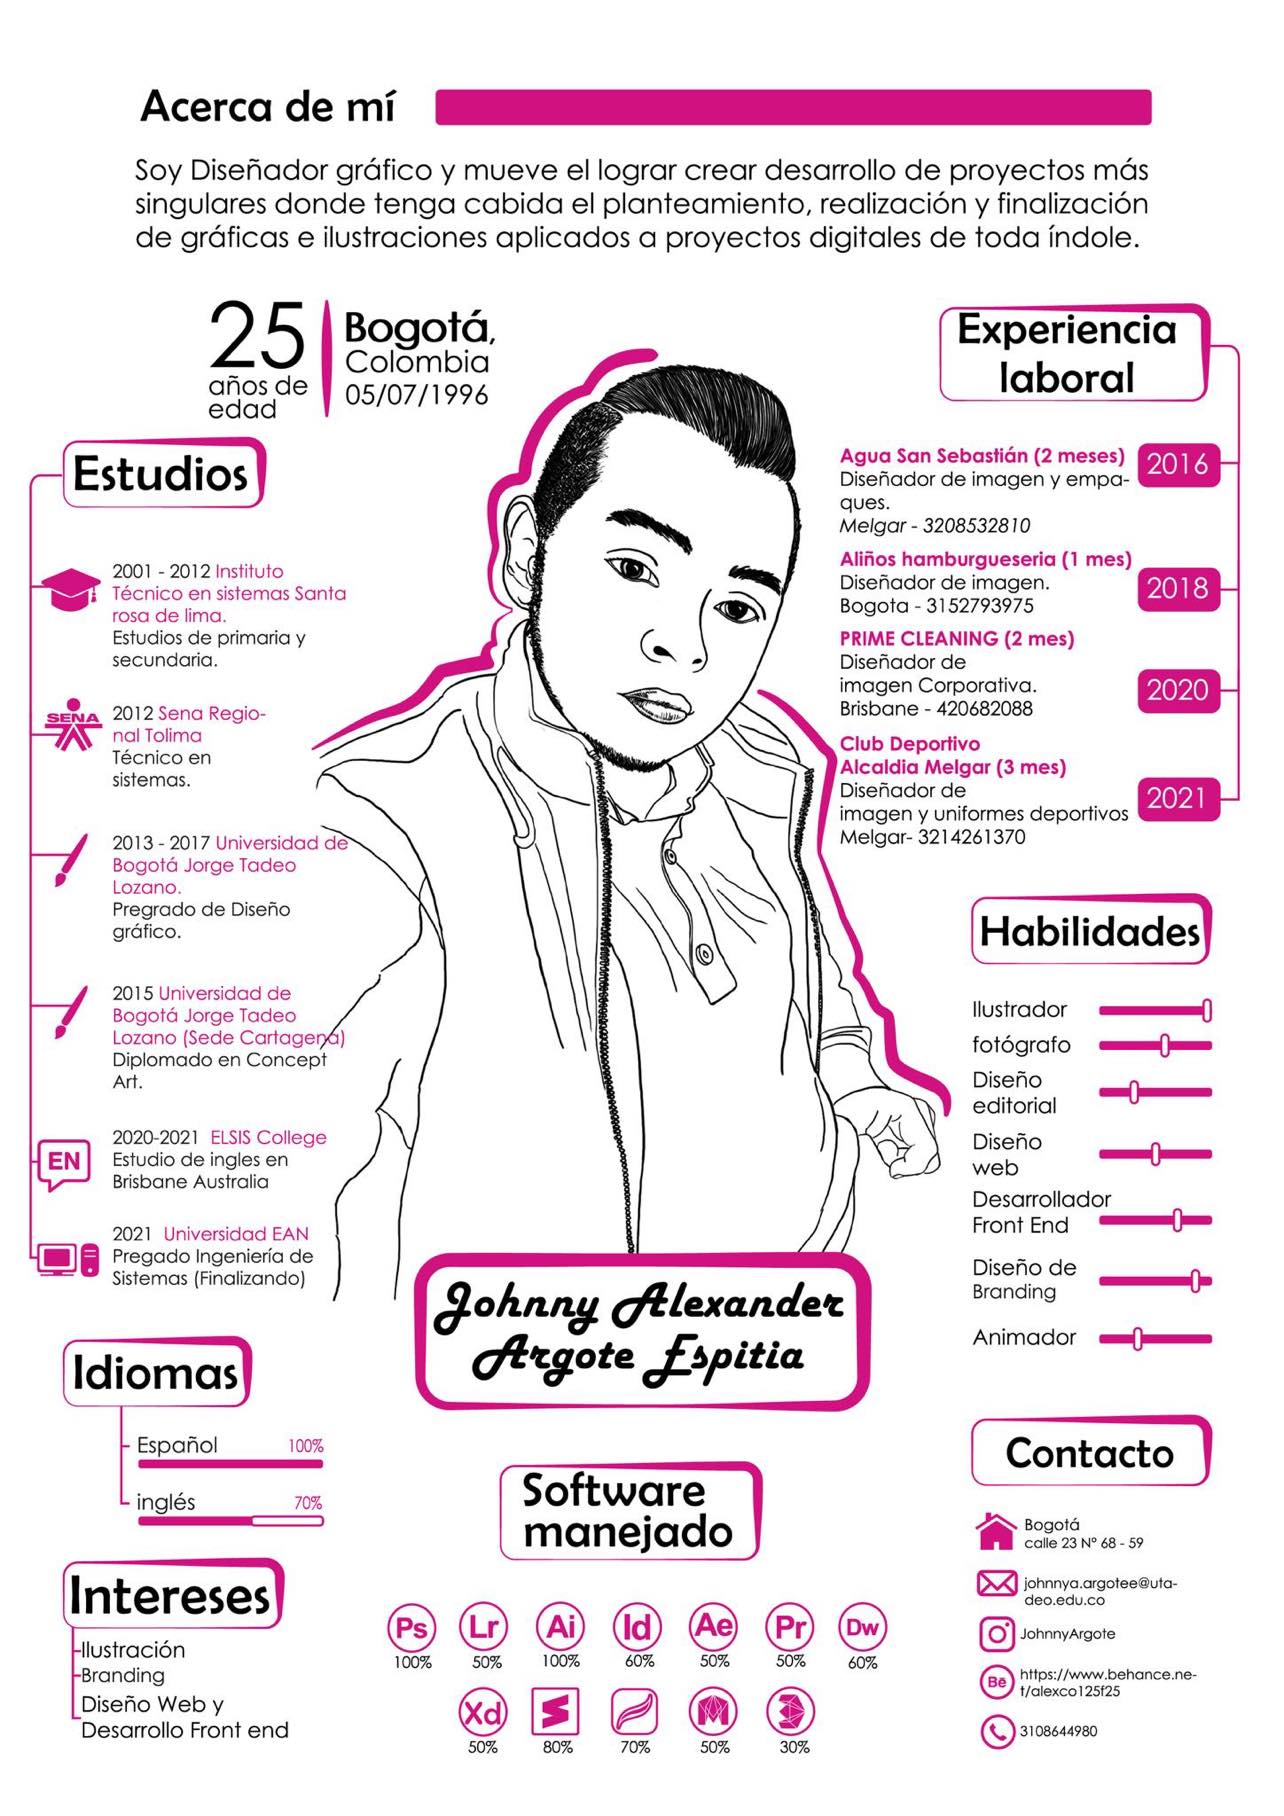 Acerca de mí
Soy Diseñador gráfico y mueve el lograr crear desarrollo de proyectos más
singulares donde tenga cabida el planteamiento, realización y finalización
de gráficas e ilustraciones aplicados a proyectos digitales de toda índole.
25
años de
edad
Bogotá,
Colombia
05/07/1996
Estudios
2001 - 2012 Instituto
Técnico en sistemas Santa
rosa de lima.
Estudios de primaria y
secundaria.
SENA
2012 Sena Regio-
nal Tolima
Técnico en
sistemas.
2013 - 2017 Universidad de
Bogotá Jorge Tadeo
Lozano.
Pregrado de Diseño
gráfico.
2015 Universidad de
Bogotá Jorge Tadeo
Lozano (Sede Cartagena)
Diplomado en Concept
Art.
EN
2020-2021 ELSIS College
Estudio de ingles en
Brisbane Australia
2021 Universidad EAN
Pregado Ingeniería de
Sistemas (Finalizando)
Experiencia
laboral
Agua San Sebastián (2 meses)
Diseñador de imagen y empa-
ques.
Melgar - 3208532810
2016
Aliños hamburgueseria (1 mes)
Diseñador de imagen.
Bogota - 3152793975
2018
PRIME CLEANING (2 mes)
Diseñador de
imagen Corporativa.
Brisbane - 420682088
2020
Club Deportivo
Alcaldia Melgar (3 mes)
Diseñador de
imagen y uniformes deportivos
Melgar- 3214261370
2021
Habilidades
Ilustrador
fotógrafo
Diseño
editorial
Diseño
web
Desarrollador
Front End
Diseño de
Branding
Animador
Johnny Alexander
Argote Espitia
Idiomas
Español 100%
inglés 70%
Intereses
Ilustración
Branding
Diseño Web y
Desarrollo Front end
Software
manejado
Ps Lr Ai Id Ae Pr Dw
100% 50% 100% 60% 50% 50% 60%
Xd
50% 80% 70% 50% 30%
Contacto
Bogotá
calle 23 Nº 68 - 59
johnnya.argotee@uta-
deo.edu.co
JohnnyArgote
Bē
https://www.behance.ne-
t/alexco125f25
3108644980